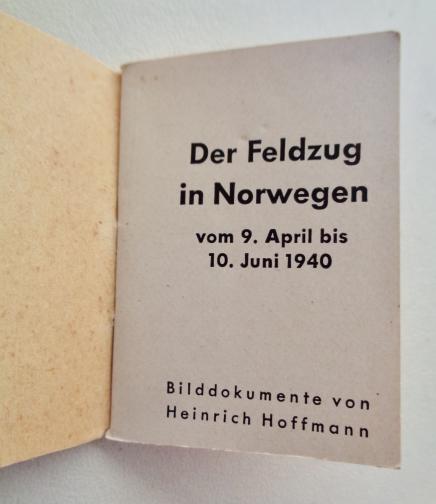 Der Feldzug
in Norwegen
vom 9. April bis
10. Juni 1940
Bilddokumente von
Heinrich Hoffmann